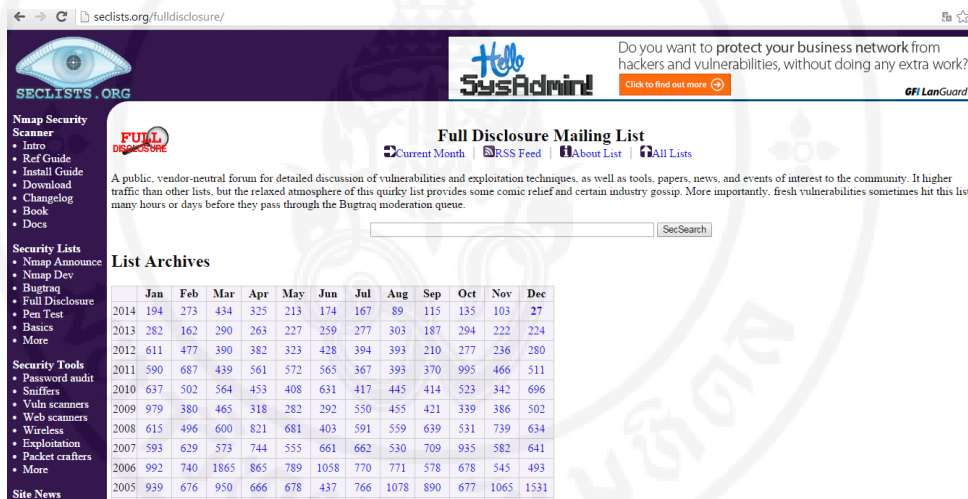 seclists.org/fulldisclosure/
SECLISTS.ORG
Hello
SysAdmin!
Do you want to protect your business network from
hackers and vulnerabilities, without doing any extra work?
Click to find out more
GFI LanGuard
Nmap Security
Scanner
• Intro
• Ref Guide
• Install Guide
• Download
• Changelog
• Book
• Docs
Security Lists
• Nmap Announce
• Nmap Dev
• Bugtraq
• Full Disclosure
• Pen Test
• Basics
• More
Security Tools
• Password audit
• Sniffers
• Vuln scanners
• Web scanners
• Wireless
• Exploitation
• Packet crafters
• More
Site News
FULL
DISCLOSURE
Full Disclosure Mailing List
Current Month | RSS Feed | About List | All Lists
A public, vendor-neutral forum for detailed discussion of vulnerabilities and exploitation techniques, as well as tools, papers, news, and events of interest to the community. It higher
traffic than other lists, but the relaxed atmosphere of this quirky list provides some comic relief and certain industry gossip. More importantly, fresh vulnerabilities sometimes hit this list
many hours or days before they pass through the Bugtraq moderation queue.
SecSearch
List Archives
Jan Feb Mar Apr May Jun Jul Aug Sep Oct Nov Dec
2014 194 273 434 325 213 174 167 89 115 135 103 27
2013 282 162 290 263 227 259 277 303 187 294 222 224
2012 611 477 390 382 323 428 394 393 210 277 236 280
2011 590 687 439 561 572 565 367 393 370 995 466 511
2010 637 502 564 453 408 631 417 445 414 523 342 696
2009 979 380 465 318 282 292 550 455 421 339 386 502
2008 615 496 600 821 681 403 591 559 639 531 739 634
2007 593 629 573 744 555 661 662 530 709 935 582 641
2006 992 740 1865 865 789 1058 770 771 578 678 545 493
2005 939 676 950 666 678 437 766 1078 890 677 1065 1531